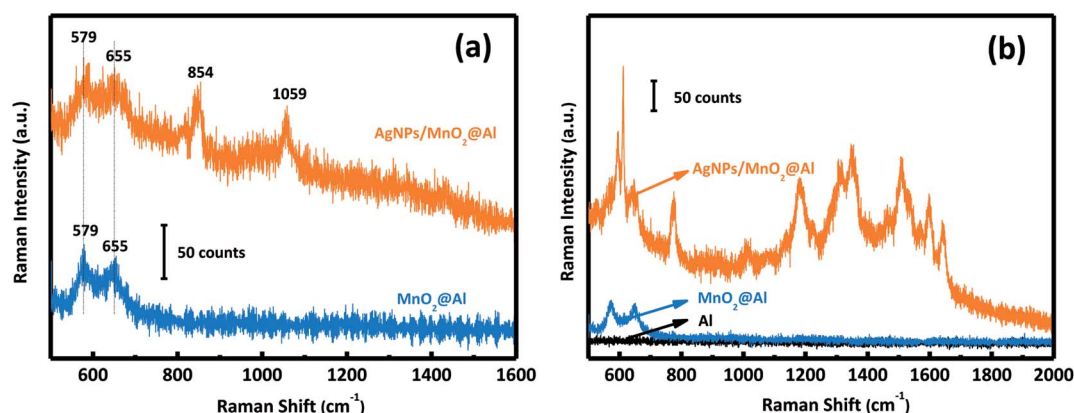 (a)
579
655
854
1059
AgNPs/MnO₂@Al
579
655
50 counts
MnO₂@Al
Raman Intensity (a.u.)
600 800 1000 1200 1400 1600
Raman Shift (cm⁻¹)
(b)
50 counts
AgNPs/MnO₂@Al
MnO₂@Al
Al
Raman Intensity (a.u.)
600 800 1000 1200 1400 1600 1800 2000
Raman Shift (cm⁻¹)